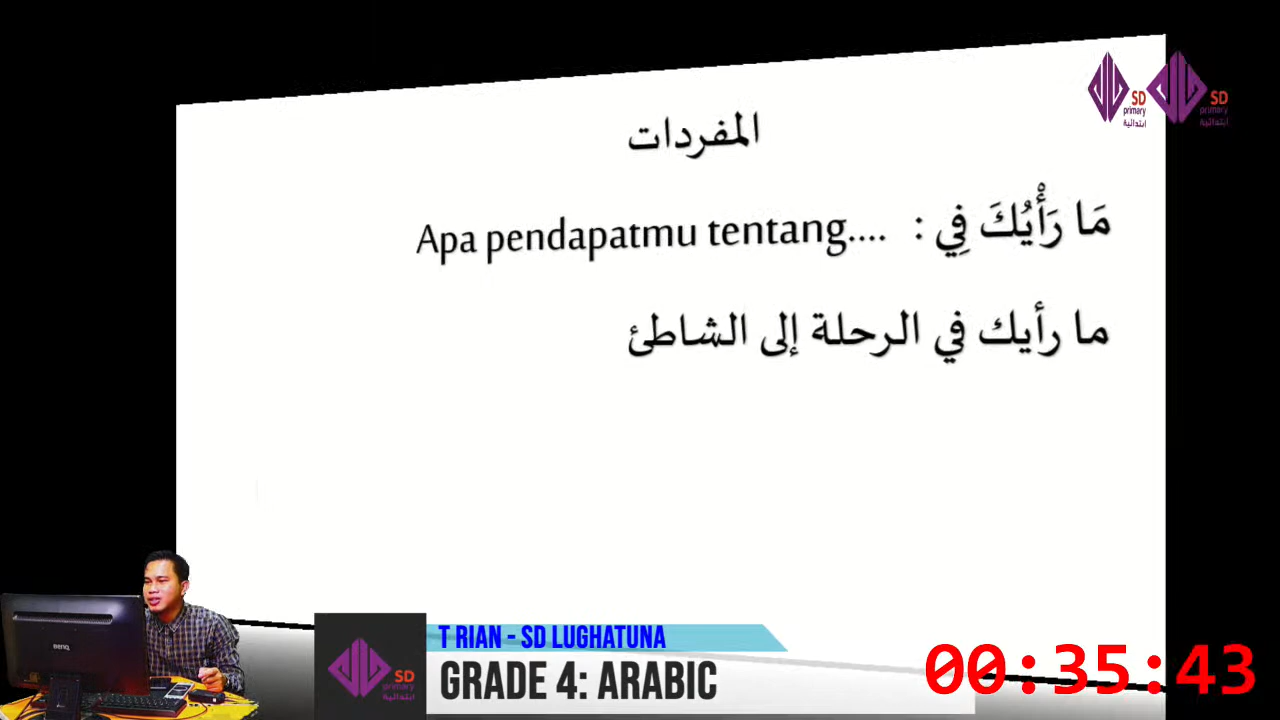 SD
primary
ابتدائية
SD
primary
ابتدائية
المفردات
مَا رَأْيُكَ فِي : Apa pendapatmu tentang....
ما رأيك في الرحلة إلى الشاطئ
BENQ
SD
primary
ابتدائية
T RIAN - SD LUGHATUNA
GRADE 4: ARABIC
00:35:43